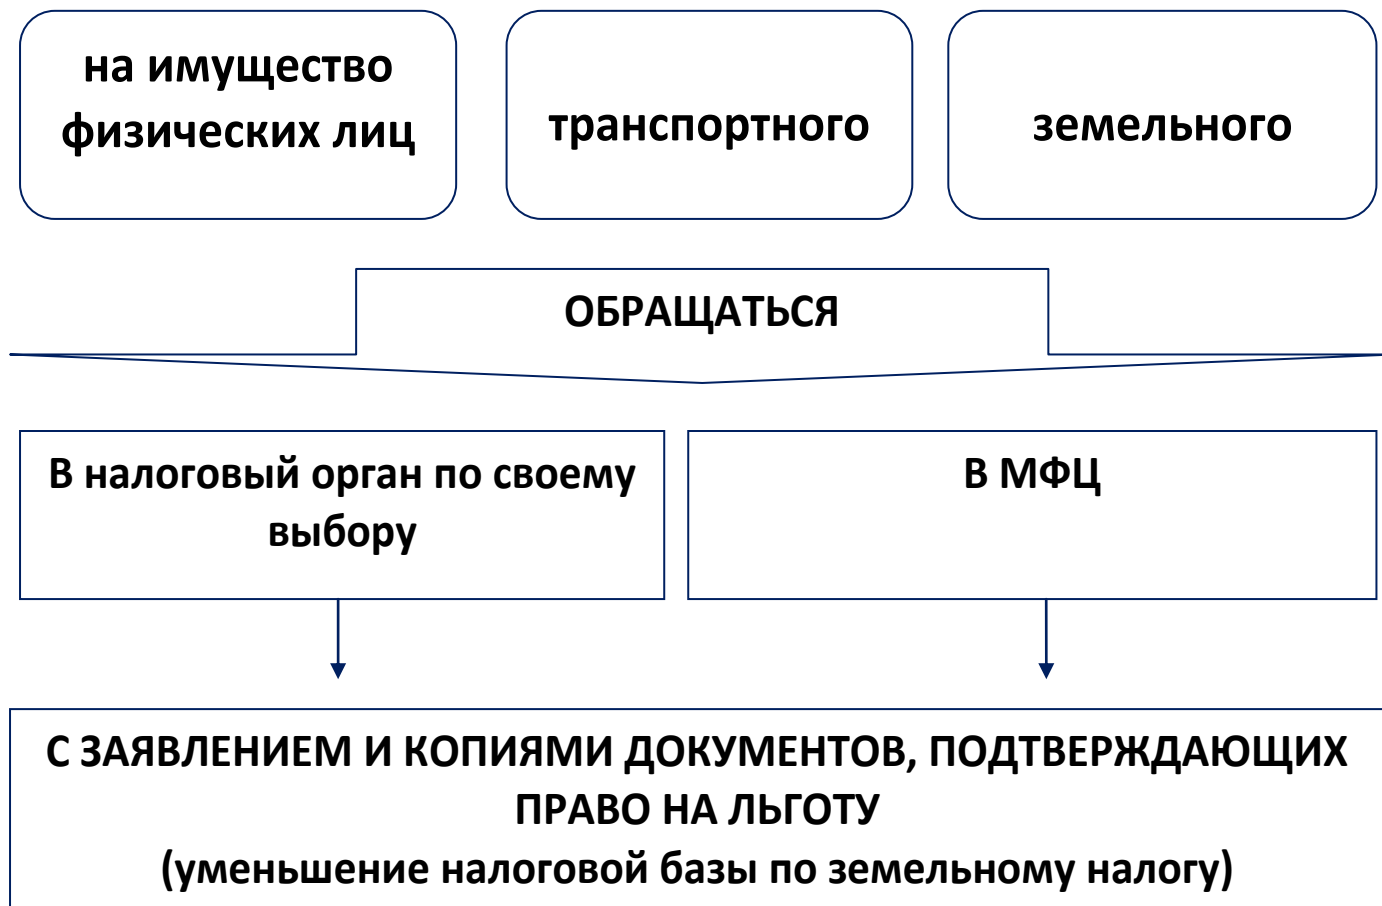 на имущество
физических лиц
транспортного
земельного
ОБРАЩАТЬСЯ
В налоговый орган по своему
выбору
В МФЦ
С ЗАЯВЛЕНИЕМ И КОПИЯМИ ДОКУМЕНТОВ, ПОДТВЕРЖДАЮЩИХ
ПРАВО НА ЛЬГОТУ
(уменьшение налоговой базы по земельному налогу)